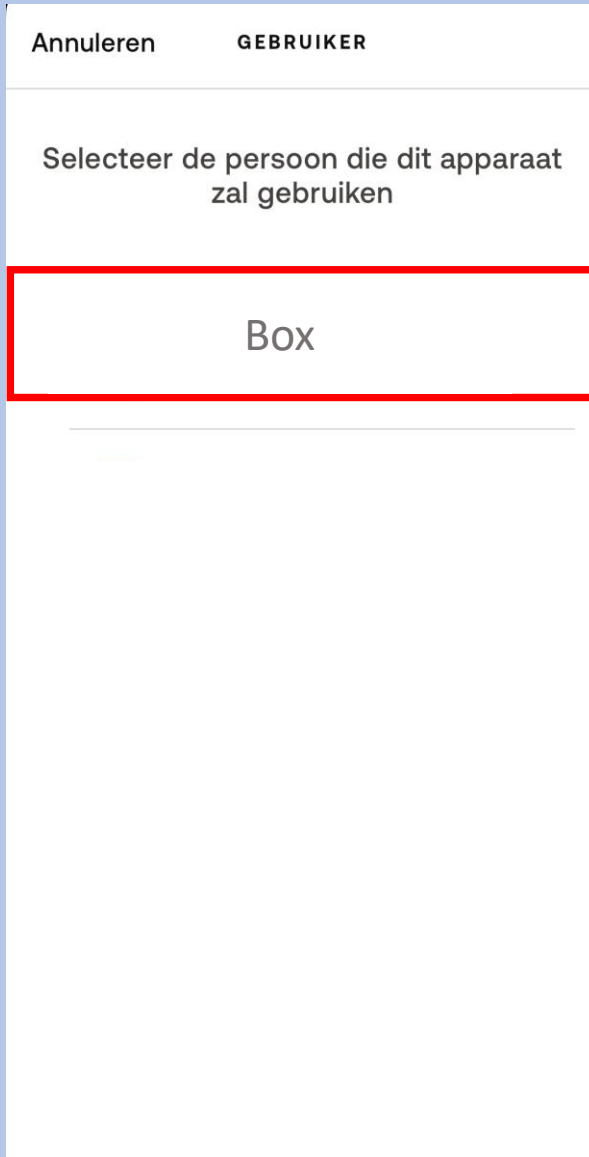 Annuleren GEBRUIKER
Selecteer de persoon die dit apparaat
zal gebruiken
Box